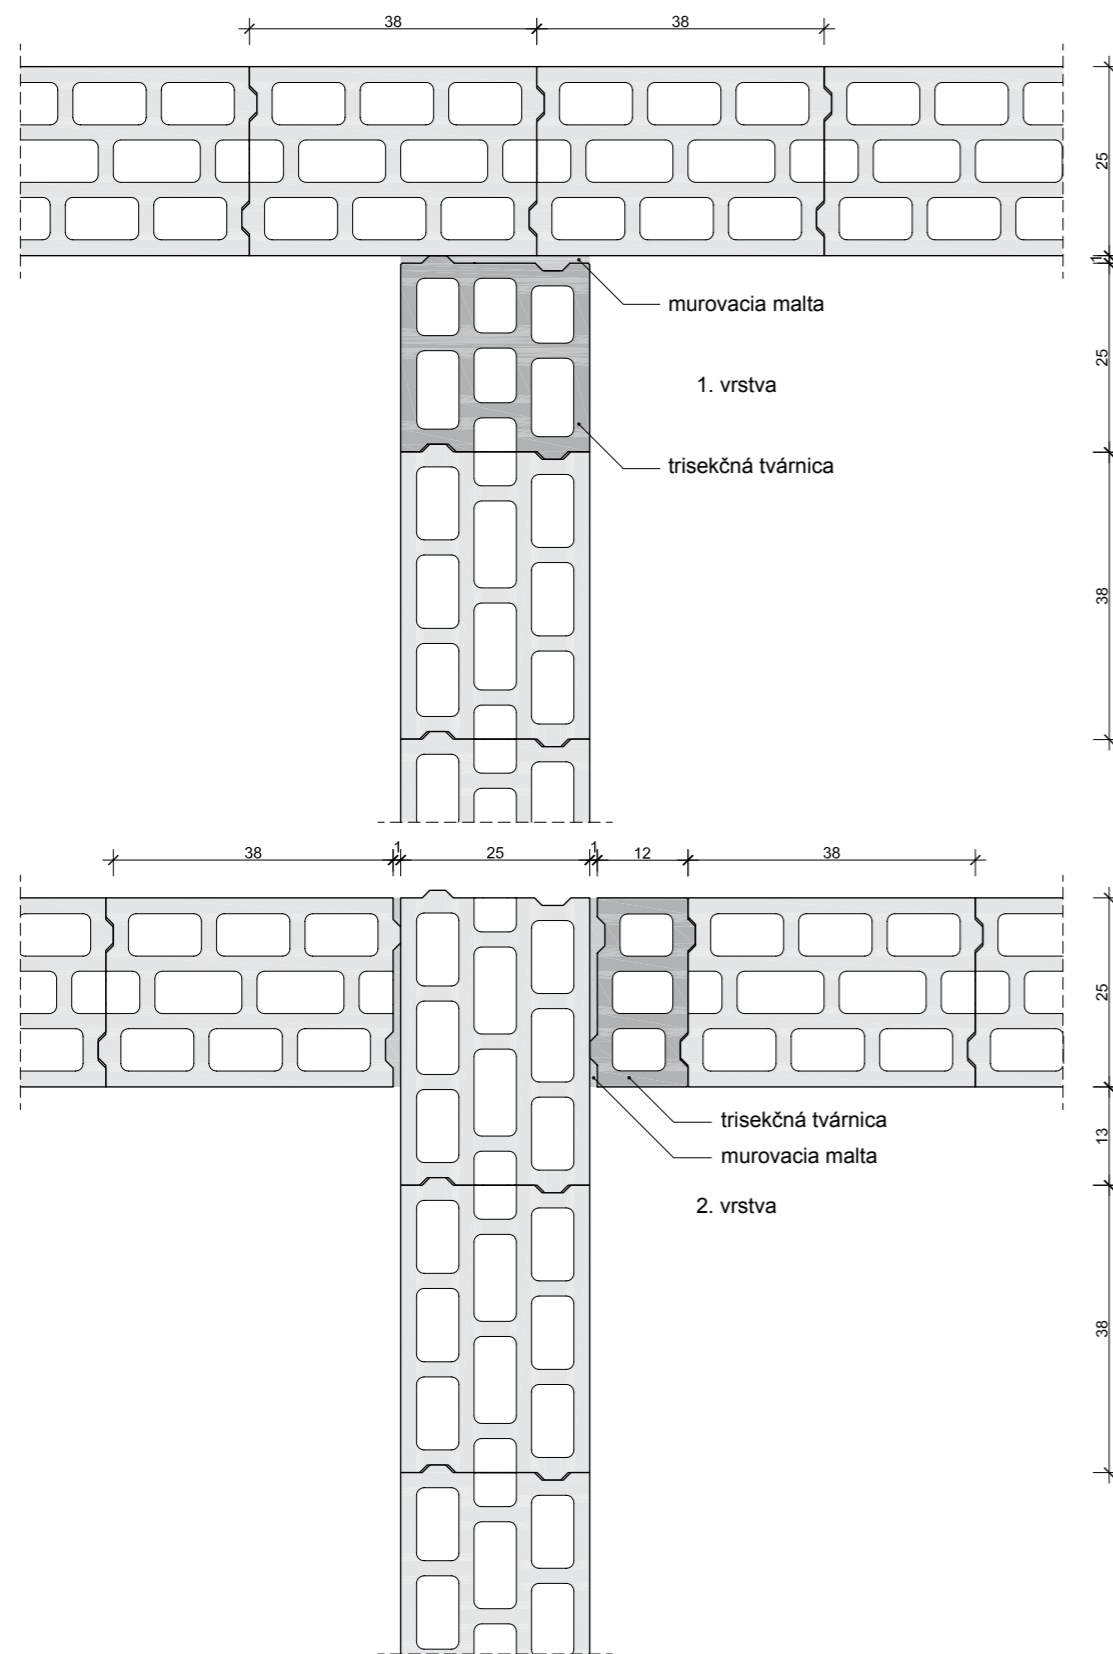 38 38
25
1
murovacia malta
25
1. vrstva
trisekčná tvárnica
38
38 1 25 1 12 38
25
trisekčná tvárnica
13
murovacia malta
2. vrstva
38